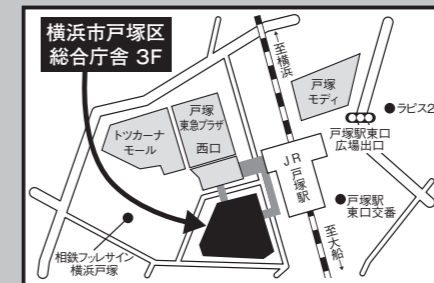 横浜市戸塚区
総合庁舎 3F
←至横浜
戸塚
モディ
ラピス2
戸塚駅東口
広場出口
戸塚
東急プラザ
トツカーナ
モール
西口
JR
戸塚駅
戸塚駅
東口交番
相鉄フッレサイン
横浜戸塚
至大船→